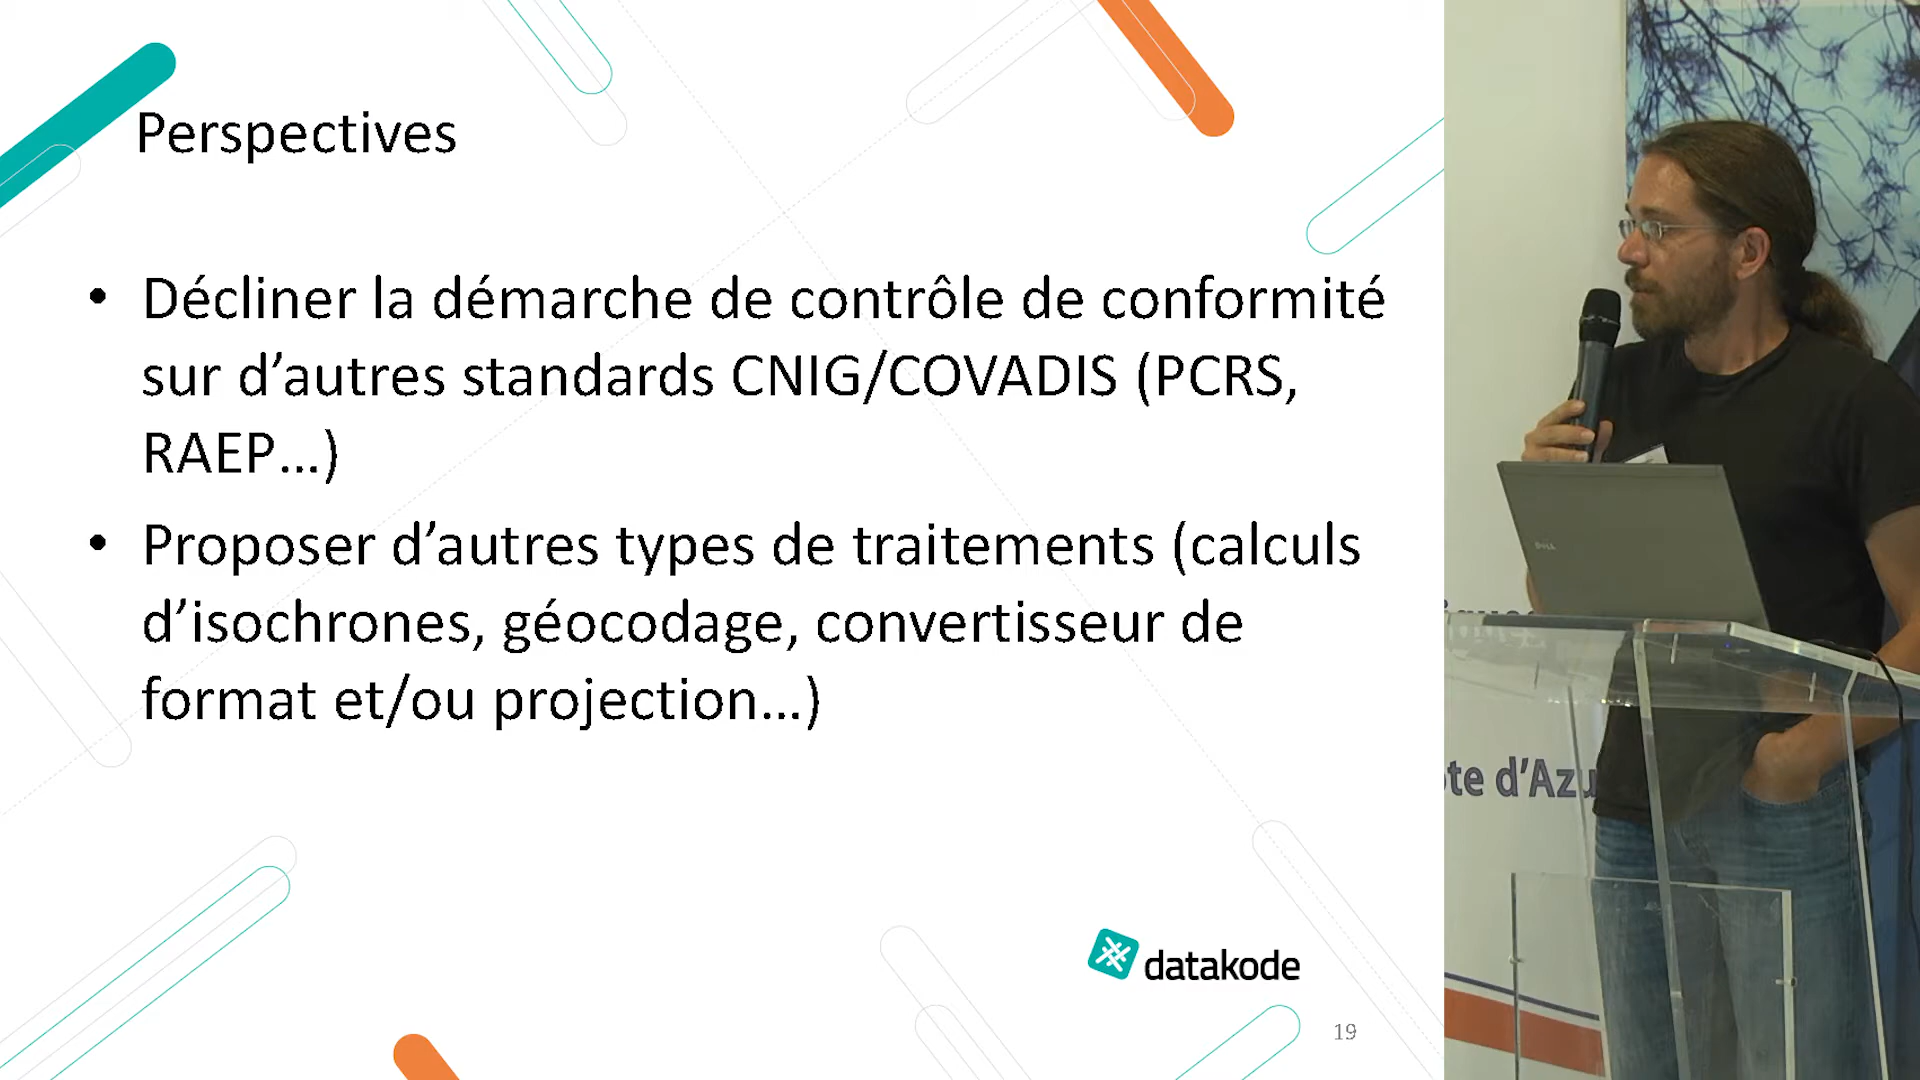 Perspectives
• Décliner la démarche de contrôle de conformité
sur d’autres standards CNIG/COVADIS (PCRS,
RAEP...)
• Proposer d’autres types de traitements (calculs
d’isochrones, géocodage, convertisseur de
format et/ou projection...)
datakode
19
DELL
d’Azu